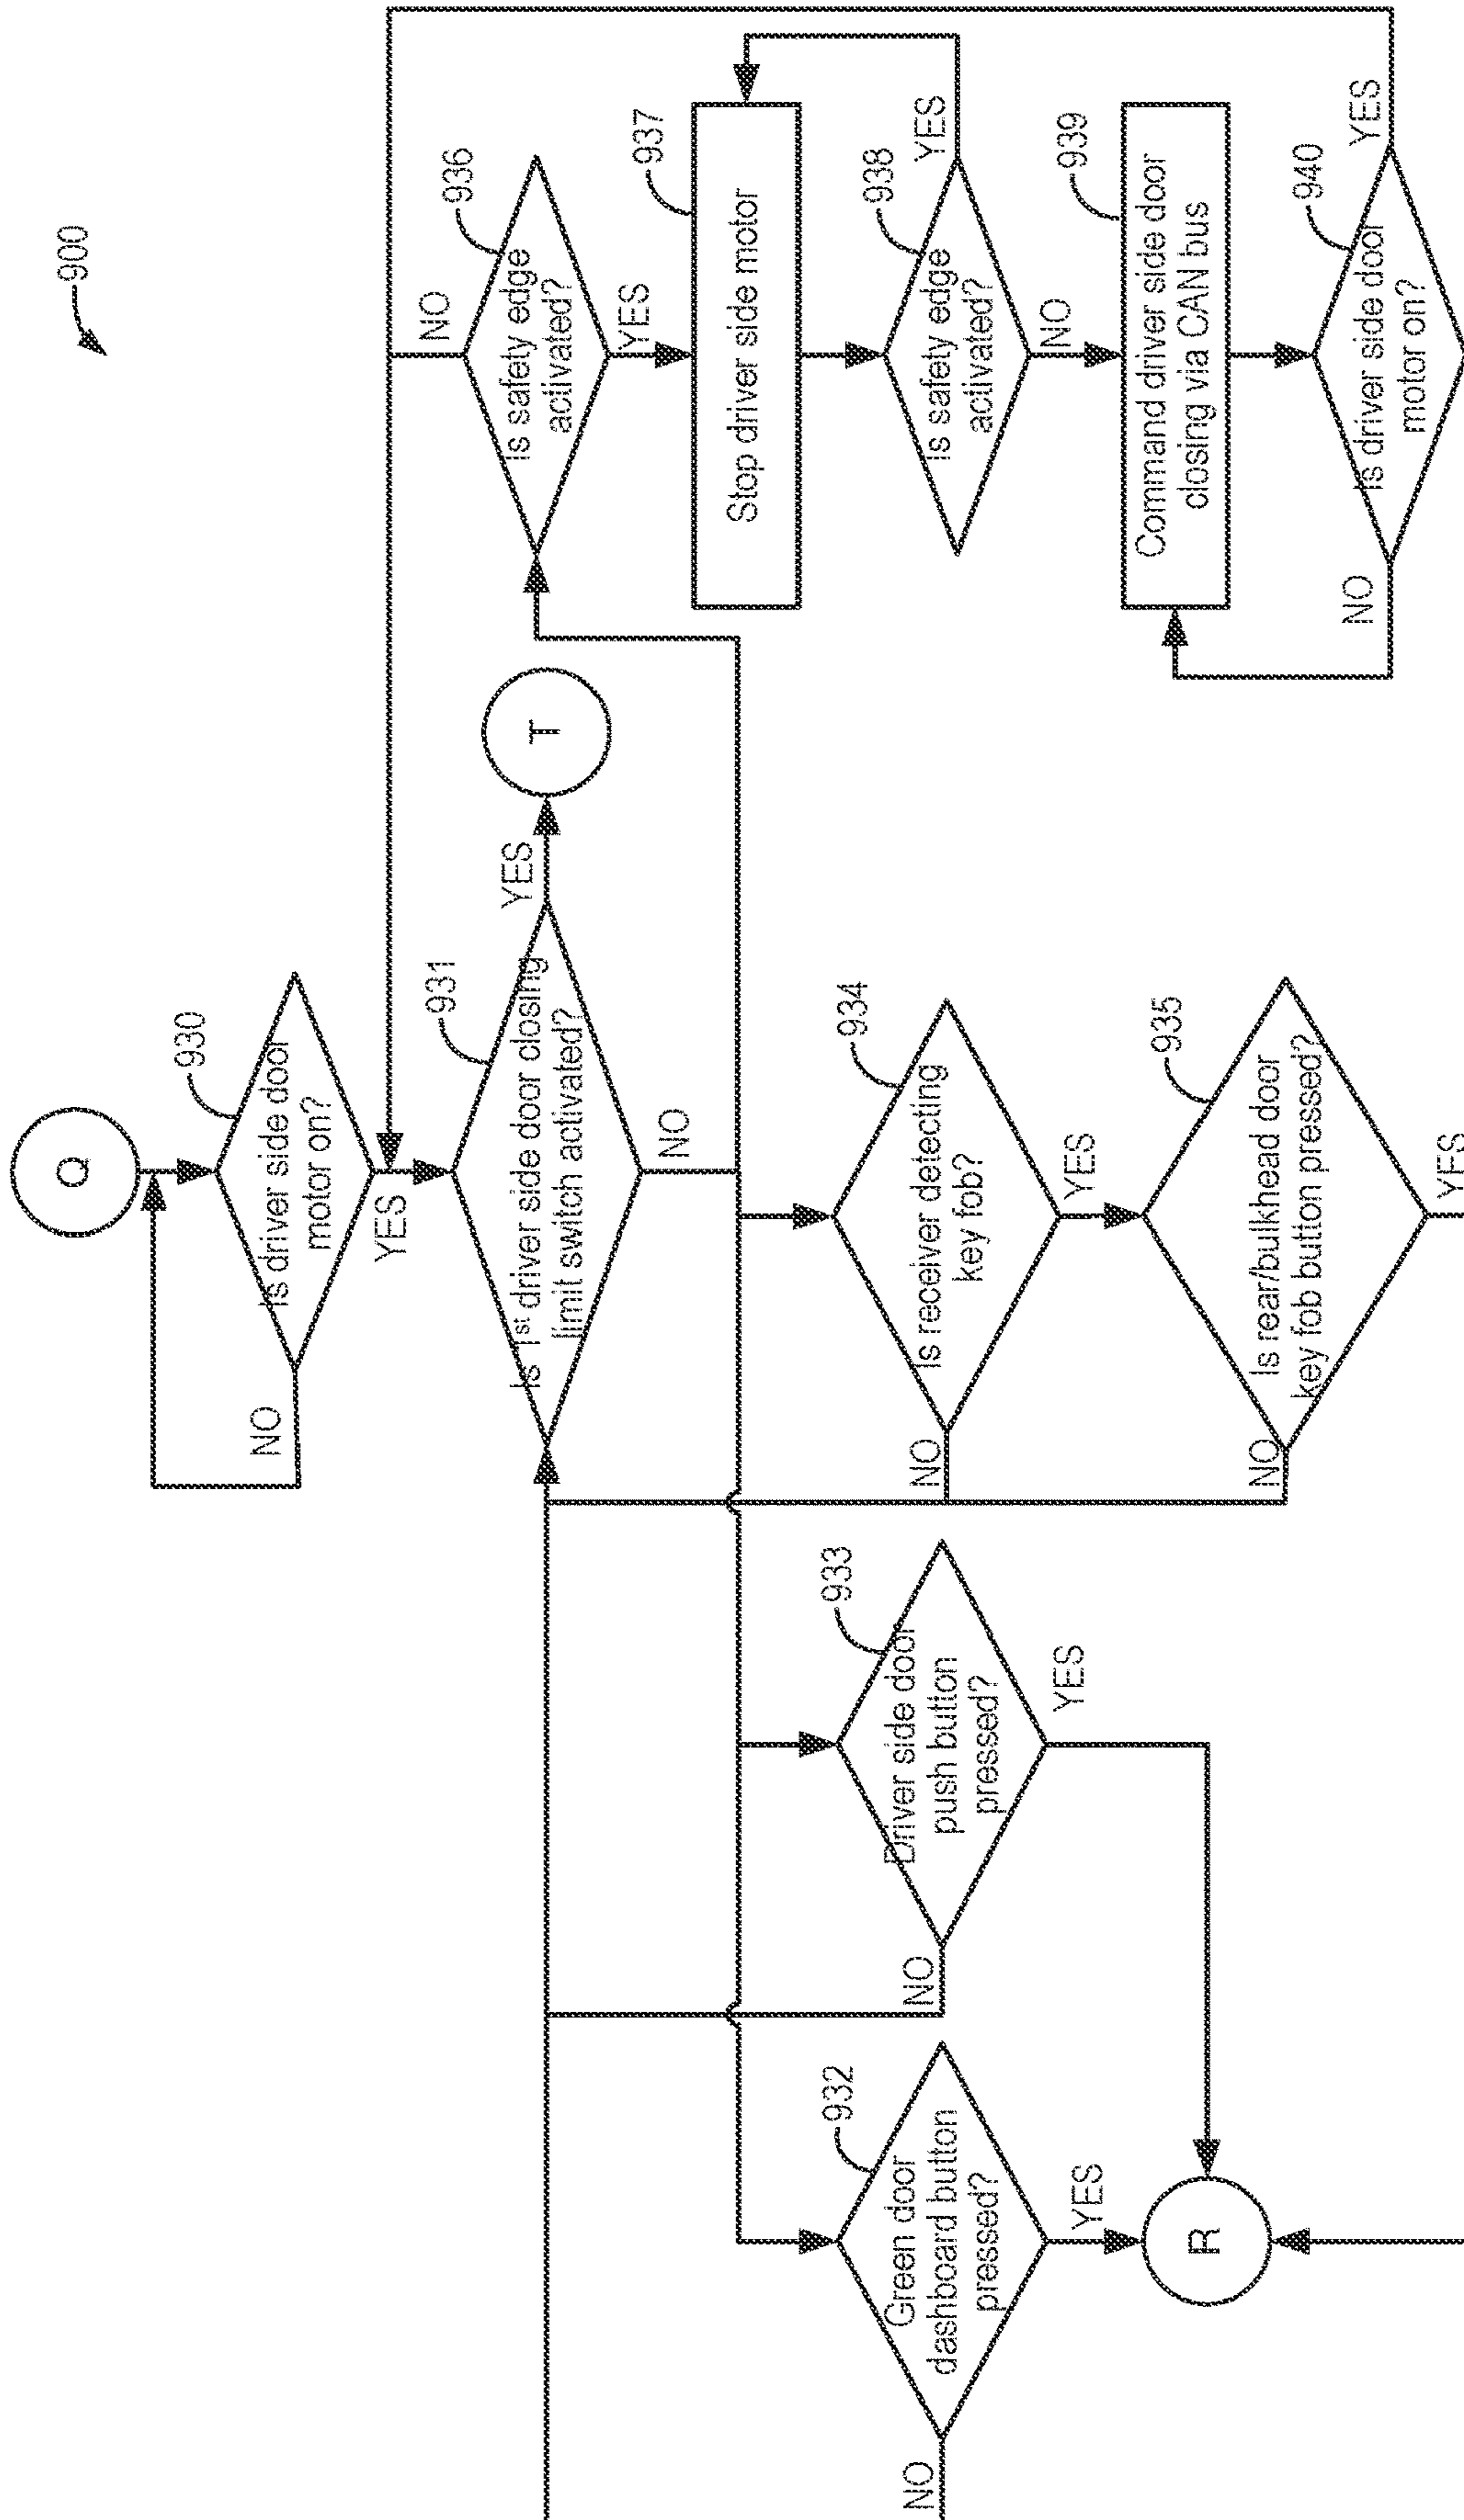 900
Q
930
Is driver side door
motor on?
NO
YES
931
Is 1st driver side door closing
limit switch activated?
YES
T
NO
932
Green door
dashboard button
pressed?
NO
YES
R
933
Driver side door
push button
pressed?
NO
YES
934
Is receiver detecting
key fob?
NO
YES
935
Is rear/bulkhead door
key fob button pressed?
NO
YES
936
Is safety edge
activated?
NO
YES
937
Stop driver side motor
938
Is safety edge
activated?
YES
NO
939
Command driver side door
closing via CAN bus
940
Is driver side door
motor on?
NO
YES